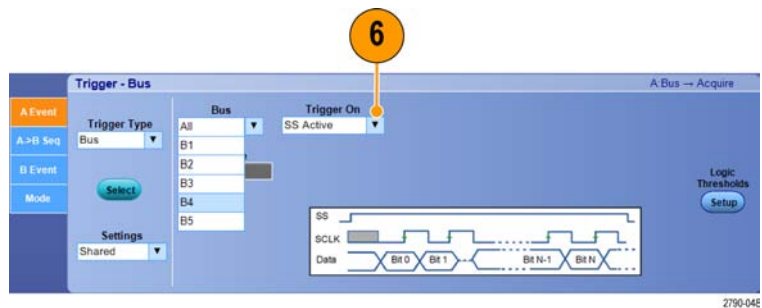 6
Trigger - Bus
A:Bus → Acquire
A Event
A->B Seq
B Event
Mode
Trigger Type
Bus
Select
Settings
Shared
Bus
All
B1
B2
B3
B4
B5
Trigger On
SS Active
Logic
Thresholds
Setup
SS
SCLK
Data
Bit 0
Bit 1
Bit N-1
Bit N
2790-048